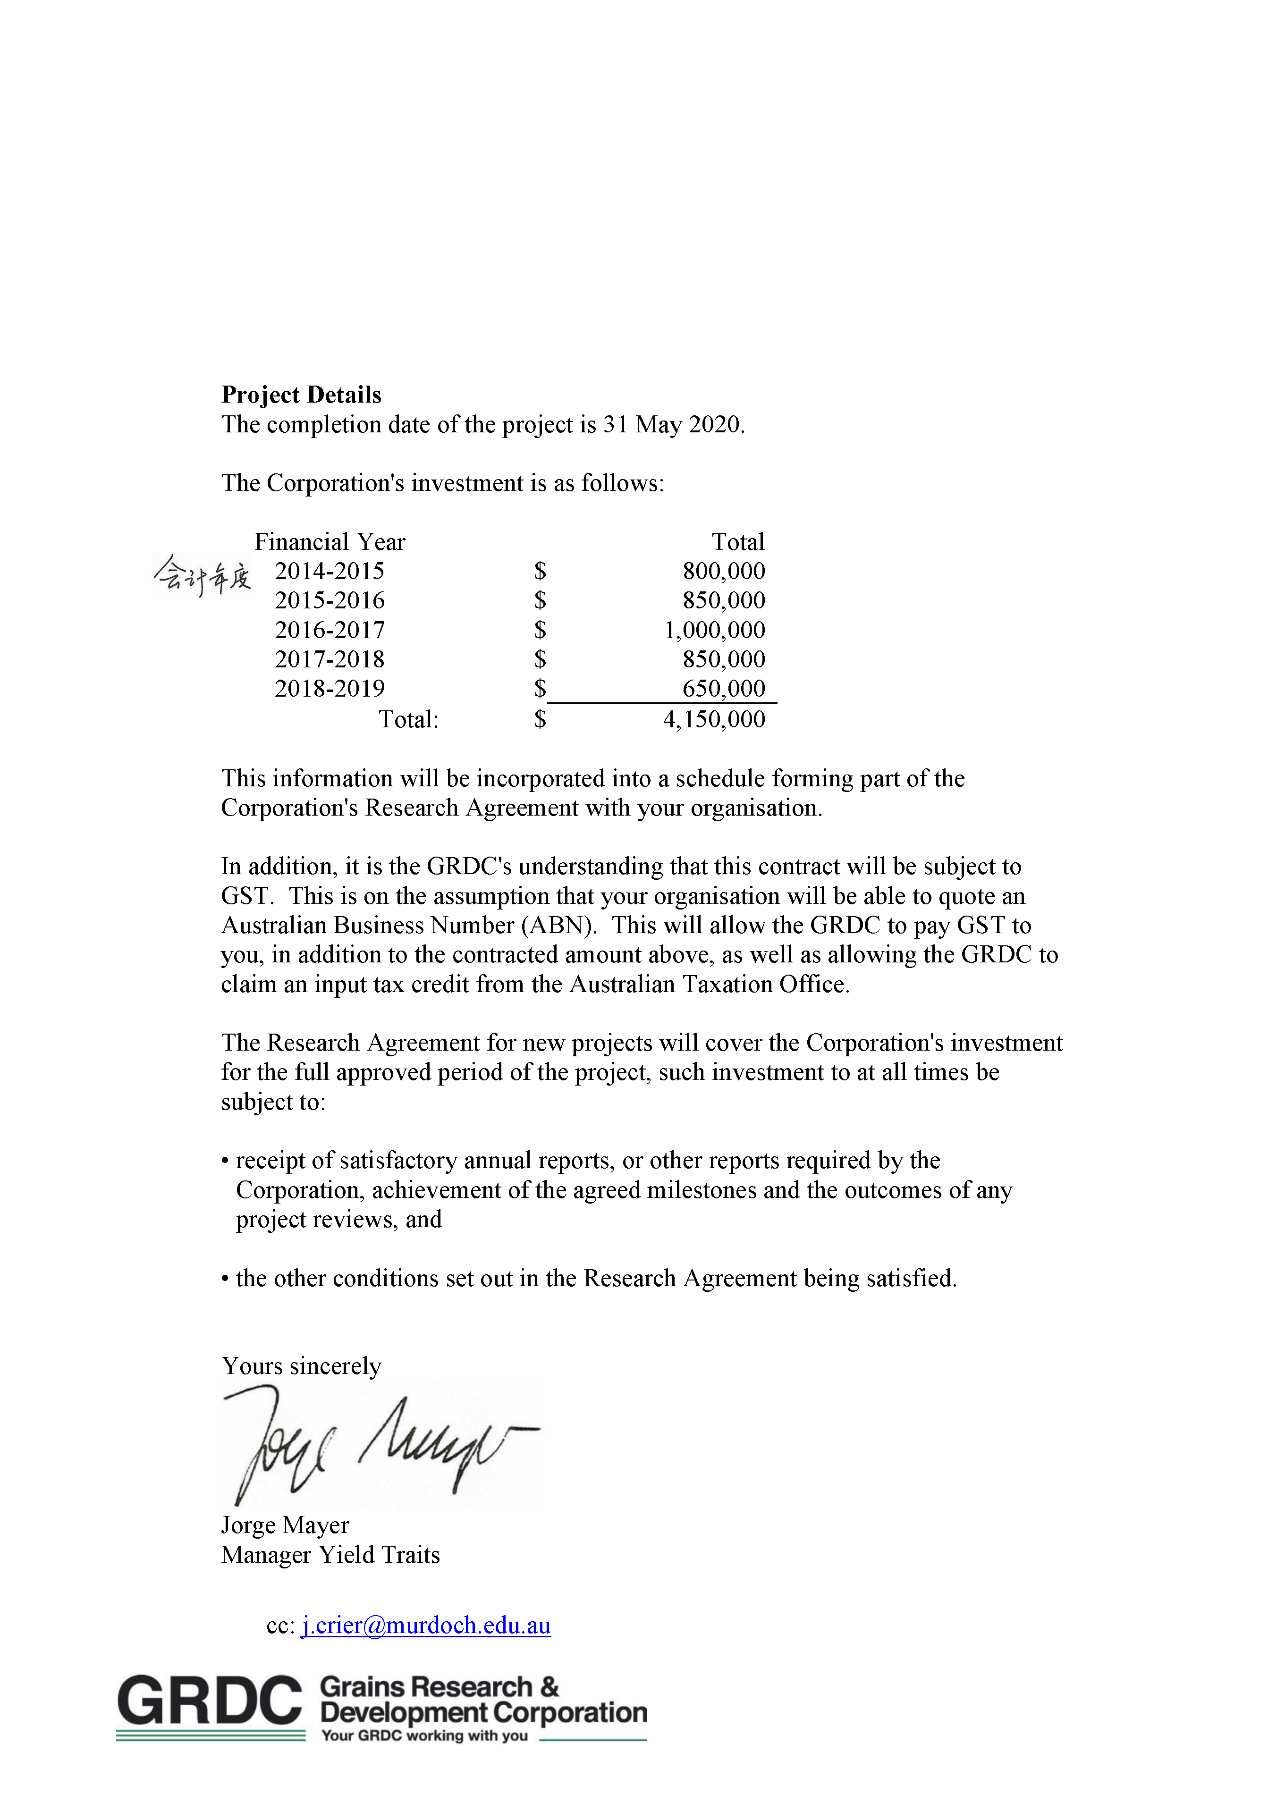 Project Details
The completion date of the project is 31 May 2020.
The Corporation's investment is as follows:
Financial Year Total
会计年度 2014-2015 $ 800,000
2015-2016 $ 850,000
2016-2017 $ 1,000,000
2017-2018 $ 850,000
2018-2019 $ 650,000
Total: $ 4,150,000
This information will be incorporated into a schedule forming part of the
Corporation's Research Agreement with your organisation.
In addition, it is the GRDC's understanding that this contract will be subject to
GST.  This is on the assumption that your organisation will be able to quote an
Australian Business Number (ABN).  This will allow the GRDC to pay GST to
you, in addition to the contracted amount above, as well as allowing the GRDC to
claim an input tax credit from the Australian Taxation Office.
The Research Agreement for new projects will cover the Corporation's investment
for the full approved period of the project, such investment to at all times be
subject to:
• receipt of satisfactory annual reports, or other reports required by the
Corporation, achievement of the agreed milestones and the outcomes of any
project reviews, and
• the other conditions set out in the Research Agreement being satisfied.
Yours sincerely
Jorge Mayer
Jorge Mayer
Manager Yield Traits
cc: j.crier@murdoch.edu.au
GRDC Grains Research &
Development Corporation
Your GRDC working with you